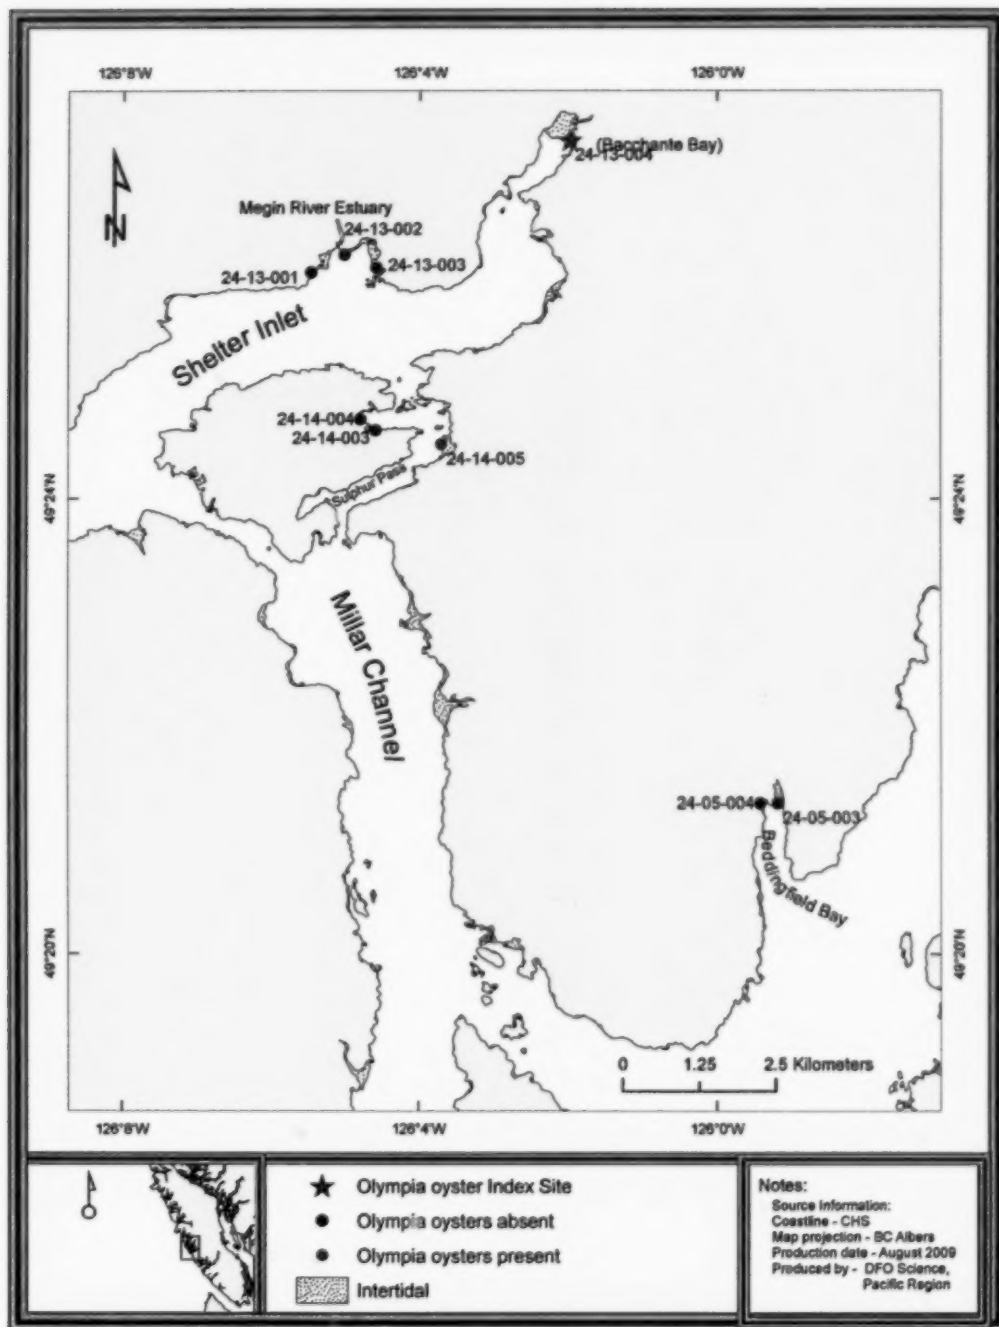 126°8'W 126°4'W 126°0'W
(Bacchante Bay)
24-13-004
Megin River Estuary
24-13-002
24-13-001
24-13-003
N
Shelter Inlet
24-14-004
24-14-003
24-14-005
Sulphur Pass
49°24'N
49°24'N
Millar Channel
24-05-004
24-05-003
Beddingfield Bay
49°20'N
49°20'N
0 1.25 2.5 Kilometers
126°8'W 126°4'W 126°0'W
Olympia oyster Index Site
Olympia oysters absent
Olympia oysters present
Intertidal
Notes:
Source Information:
Coastline - CHS
Map projection - BC Albers
Production date - August 2009
Produced by - DFO Science,
Pacific Region